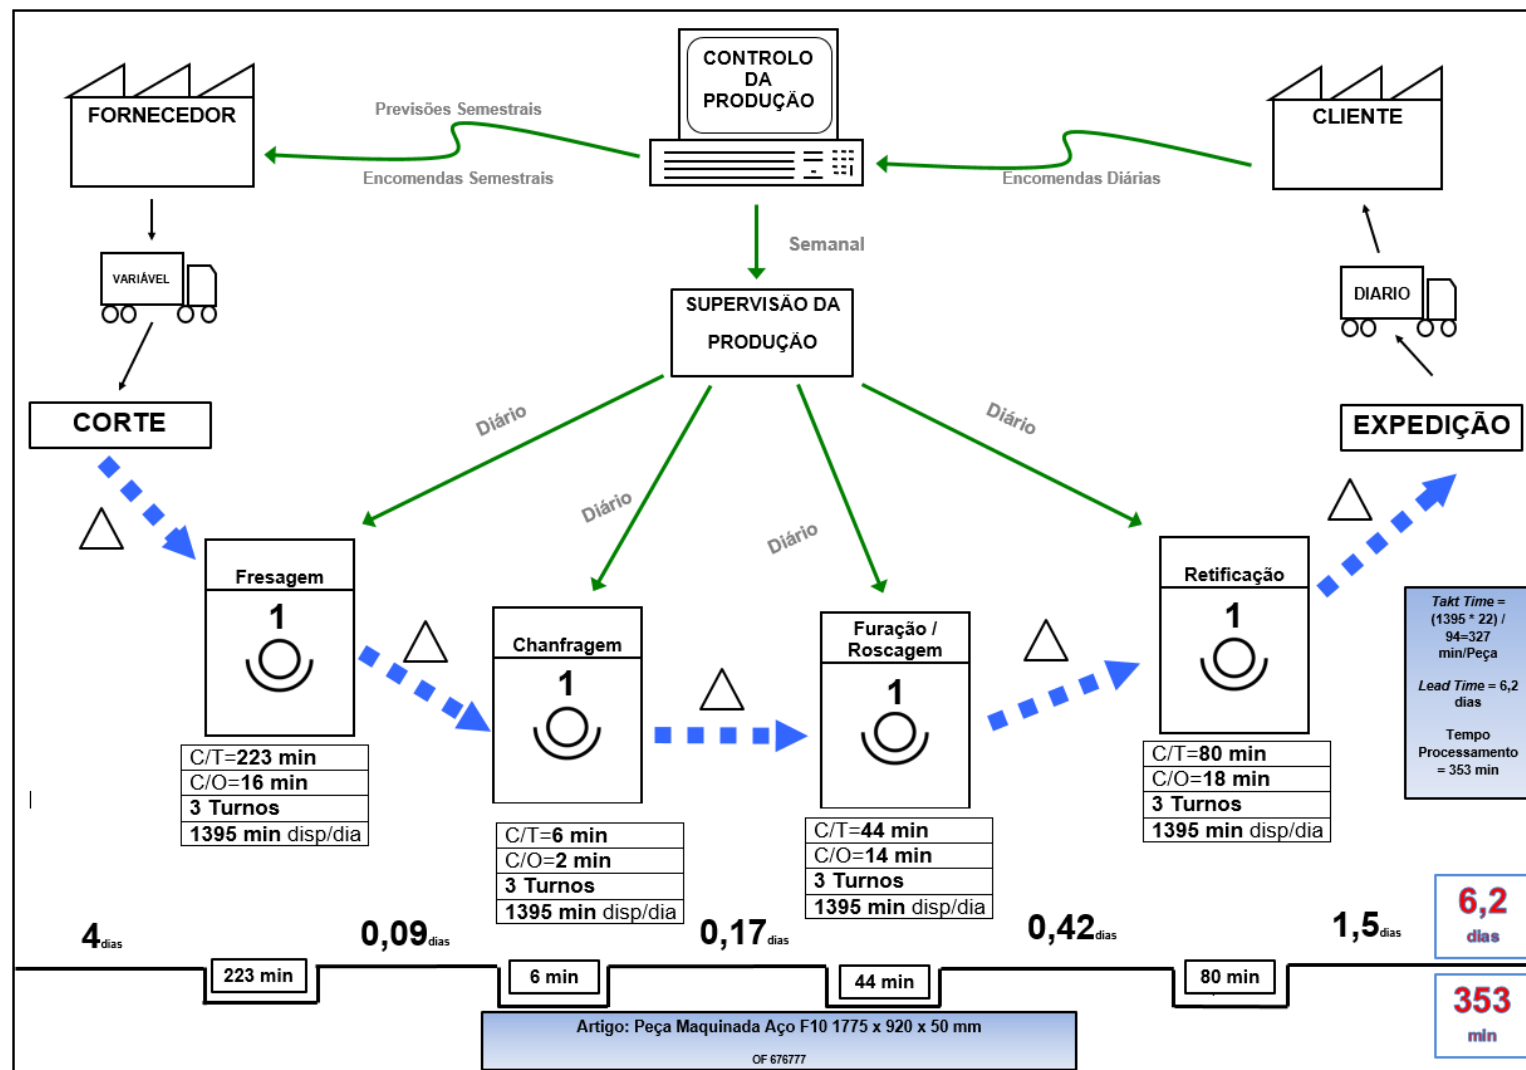 FORNECEDOR
Previsões Semestrais
Encomendas Semestrais
CONTROLO
DA
PRODUÇÃO
Encomendas Diárias
CLIENTE
VARIÁVEL
Semanal
DIARIO
SUPERVISÃO DA
PRODUÇÃO
CORTE
EXPEDIÇÃO
Diário
Diário
Diário
Diário
Fresagem
1
C/T=223 min
C/O=16 min
3 Turnos
1395 min disp/dia
Chanfragem
1
C/T=6 min
C/O=2 min
3 Turnos
1395 min disp/dia
Furação /
Roscagem
1
C/T=44 min
C/O=14 min
3 Turnos
1395 min disp/dia
Retificação
1
C/T=80 min
C/O=18 min
3 Turnos
1395 min disp/dia
Takt Time =
(1395 * 22) /
94=327
min/Peça
Lead Time = 6,2
dias
Tempo
Processamento
= 353 min
4dias
0,09dias
0,17dias
0,42dias
1,5dias
6,2
dias
223 min
6 min
44 min
80 min
353
min
Artigo: Peça Maquinada Aço F10 1775 x 920 x 50 mm
OF 676777